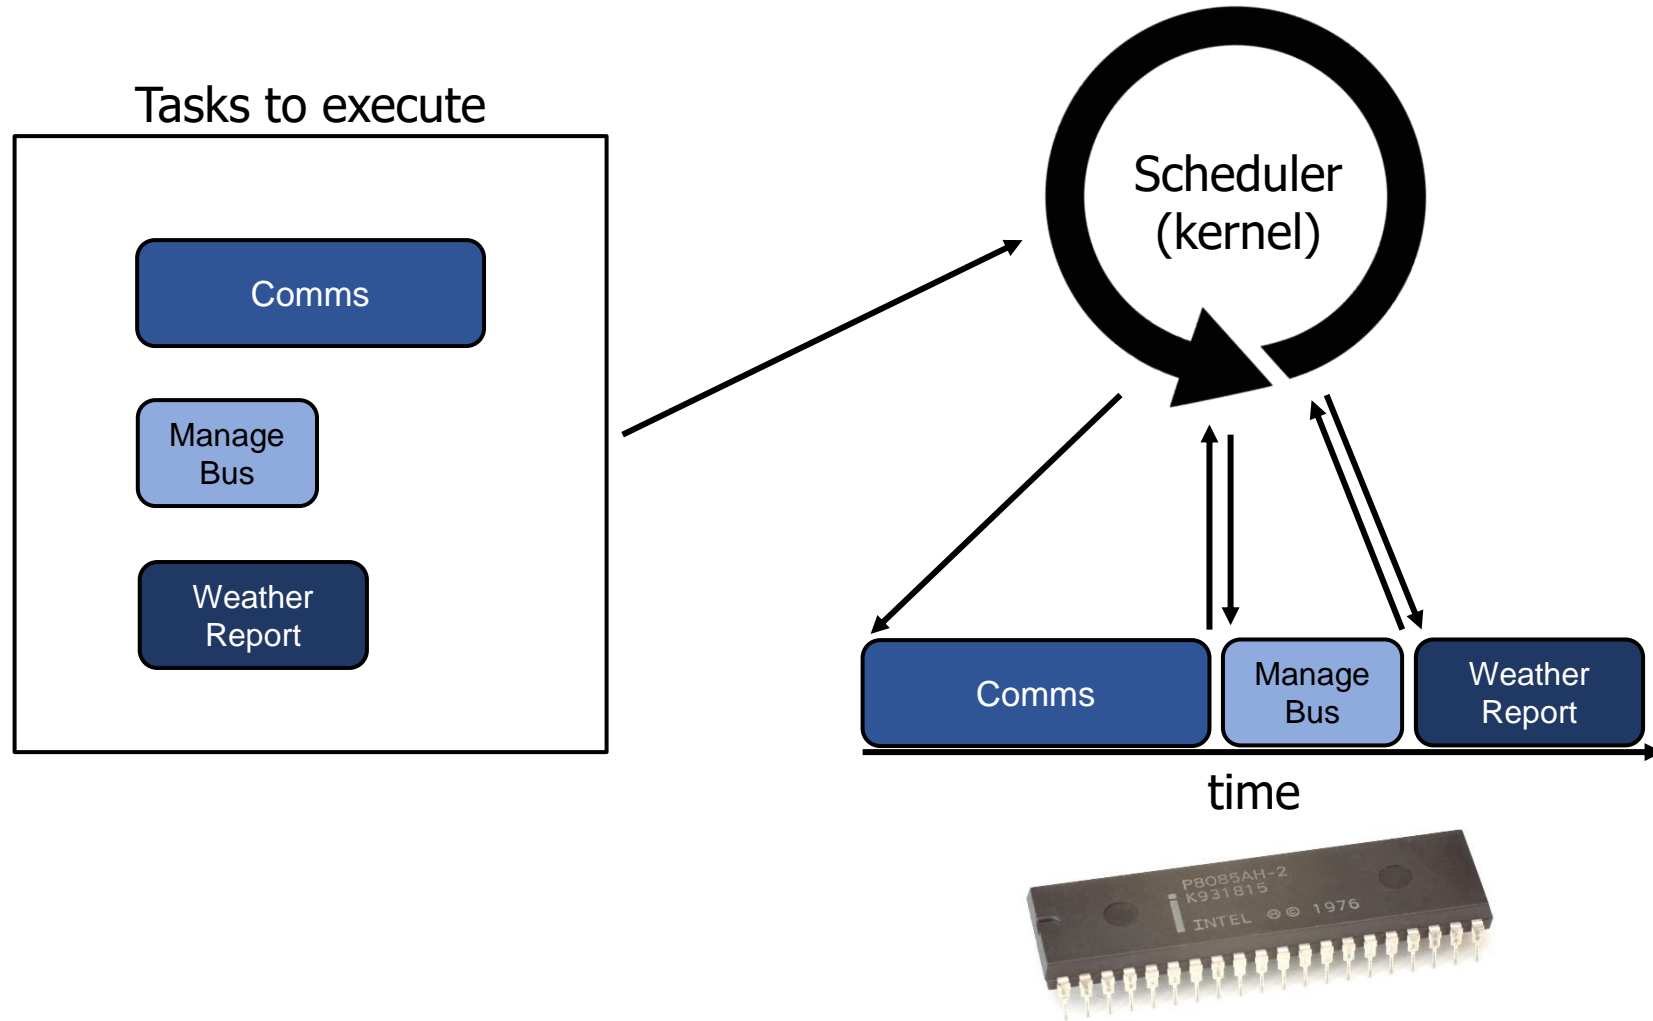 Tasks to execute
Comms
Manage
Bus
Weather
Report
Scheduler
(kernel)
Comms
Manage
Bus
Weather
Report
time
P8085AH-2
K931815
INTEL ®© 1976